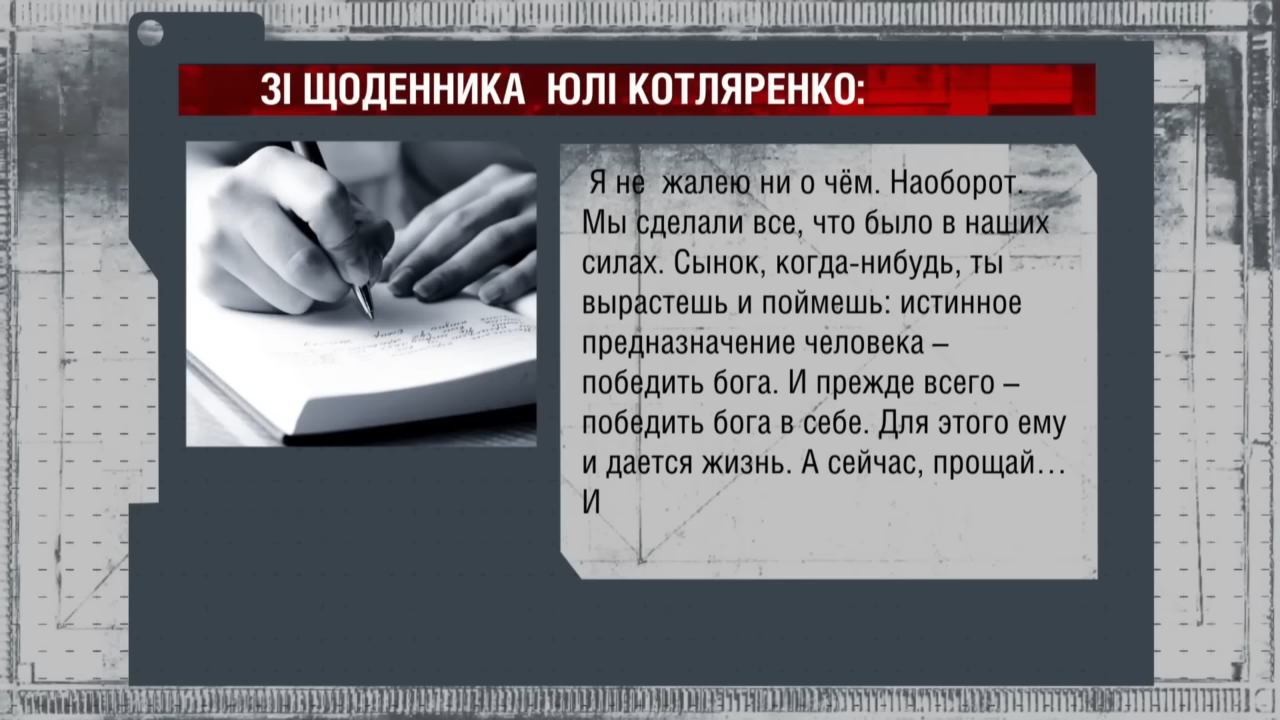 ЗІ ЩОДЕННИКА ЮЛІ КОТЛЯРЕНКО:
Я не жалею ни о чём. Наоборот.
Мы сделали все, что было в наших
силах. Сынок, когда-нибудь, ты
вырастешь и поймешь: истинное
предназначение человека –
победить бога. И прежде всего –
победить бога в себе. Для этого ему
и дается жизнь. А сейчас, прощай…
И